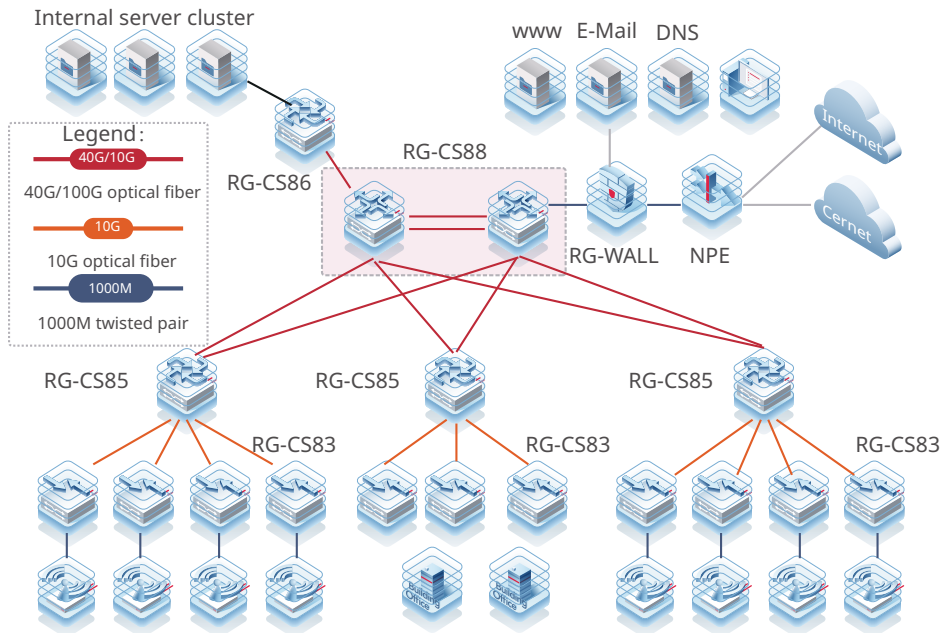 Internal server cluster
www E-Mail DNS
Internet
Legend:
40G/10G
40G/100G optical fiber
10G
10G optical fiber
1000M
1000M twisted pair
RG-CS86
RG-CS88
RG-WALL
NPE
Cernet
RG-CS85
RG-CS85
RG-CS85
RG-CS83
RG-CS83
RG-CS83
Building
Office
Building
Office